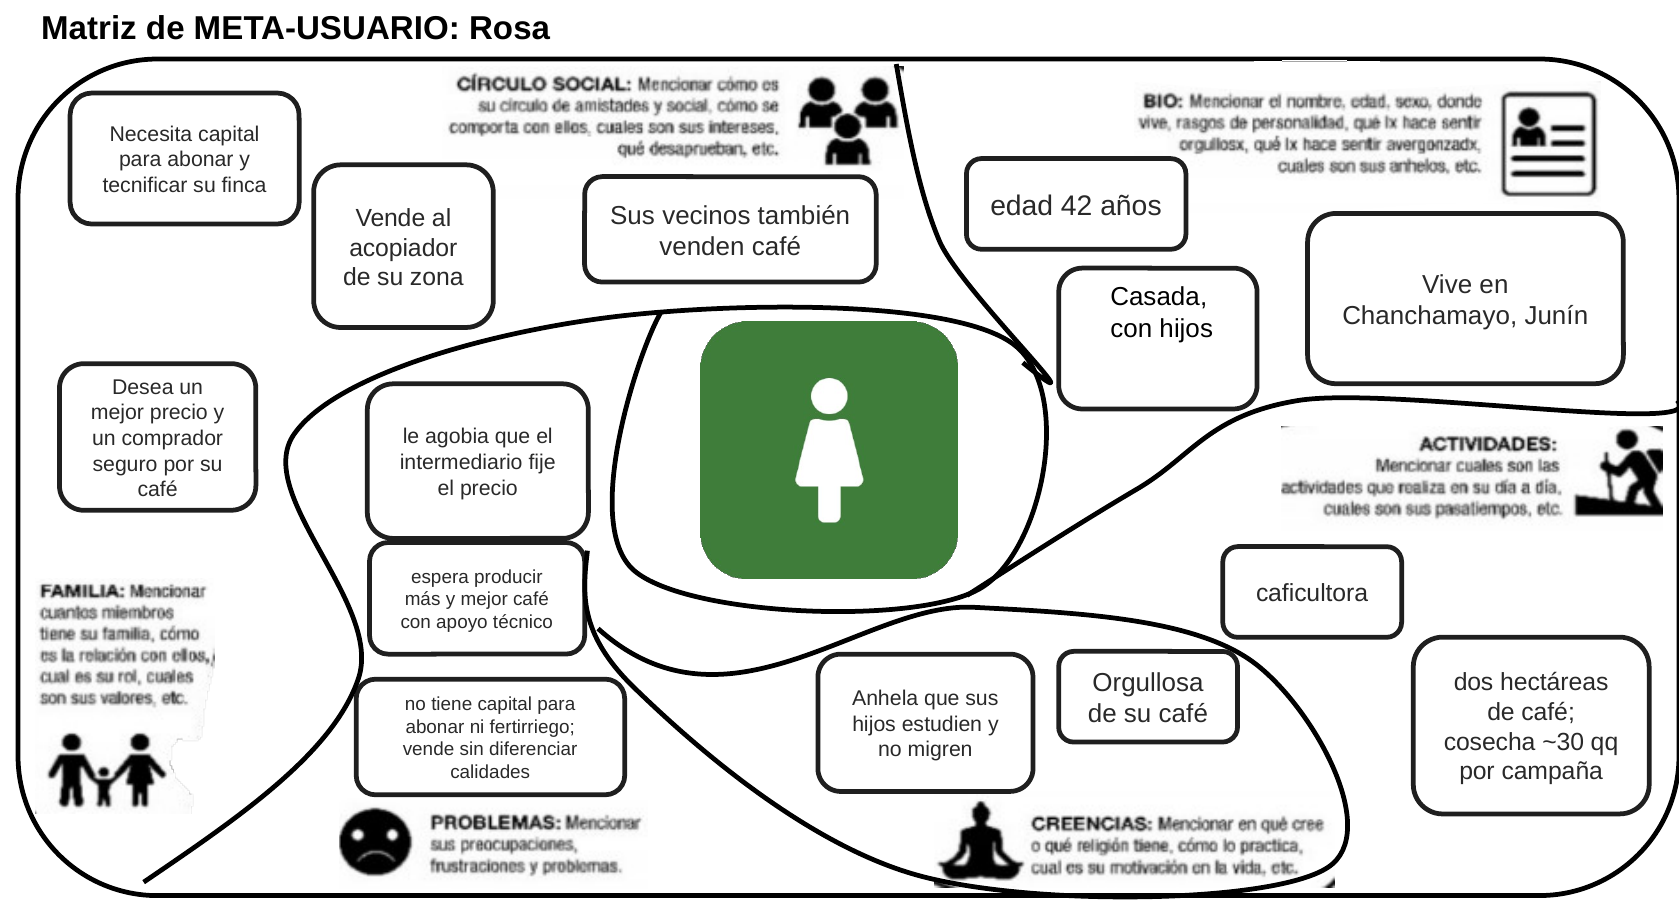 Matriz de META-USUARIO: Rosa
CÍRCULO SOCIAL: Mencionar cómo es
su círculo de amistades y social, cómo se
comporta con ellos, cuales son sus intereses,
qué desaprueban, etc.
Necesita capital
para abonar y
tecnificar su finca
Vende al
acopiador
de su zona
Sus vecinos también
venden café
BIO: Mencionar el nombre, edad, sexo, donde
vive, rasgos de personalidad, qué lx hace sentir
orgullosx, qué lx hace sentir avergonzadx,
cuales son sus anhelos, etc.
edad 42 años
Casada,
con hijos
Vive en
Chanchamayo, Junín
Desea un
mejor precio y
un comprador
seguro por su
café
le agobia que el
intermediario fije
el precio
espera producir
más y mejor café
con apoyo técnico
no tiene capital para
abonar ni fertirriego;
vende sin diferenciar
calidades
ACTIVIDADES:
Mencionar cuales son las
actividades que realiza en su día a día,
cuales son sus pasatiempos, etc.
caficultora
dos hectáreas
de café;
cosecha ~30 qq
por campaña
FAMILIA: Mencionar
cuantos miembros
tiene su familia, cómo
es la relación con ellos,
cual es su rol, cuales
son sus valores, etc.
Anhela que sus
hijos estudien y
no migren
Orgullosa
de su café
PROBLEMAS: Mencionar
sus preocupaciones,
frustraciones y problemas.
CREENCIAS: Mencionar en qué cree
o qué religión tiene, cómo lo practica,
cual es su motivación en la vida, etc.